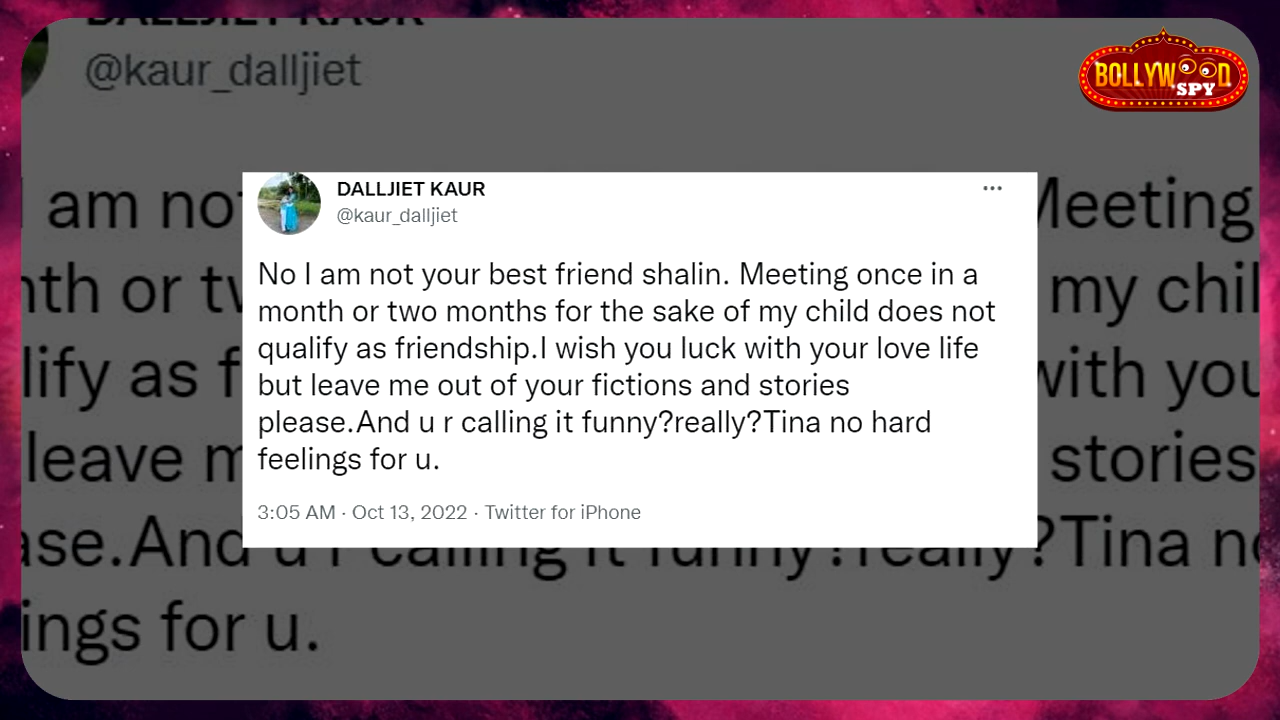 DALLJIET KAUR
@kaur_dalljiet
BOLLYWOOD
SPY
DALLJIET KAUR
@kaur_dalljiet
No I am not your best friend shalin. Meeting once in a
month or two months for the sake of my child does not
qualify as friendship.I wish you luck with your love life
but leave me out of your fictions and stories
please.And u r calling it funny?really?Tina no hard
feelings for u.
3:05 AM · Oct 13, 2022 · Twitter for iPhone